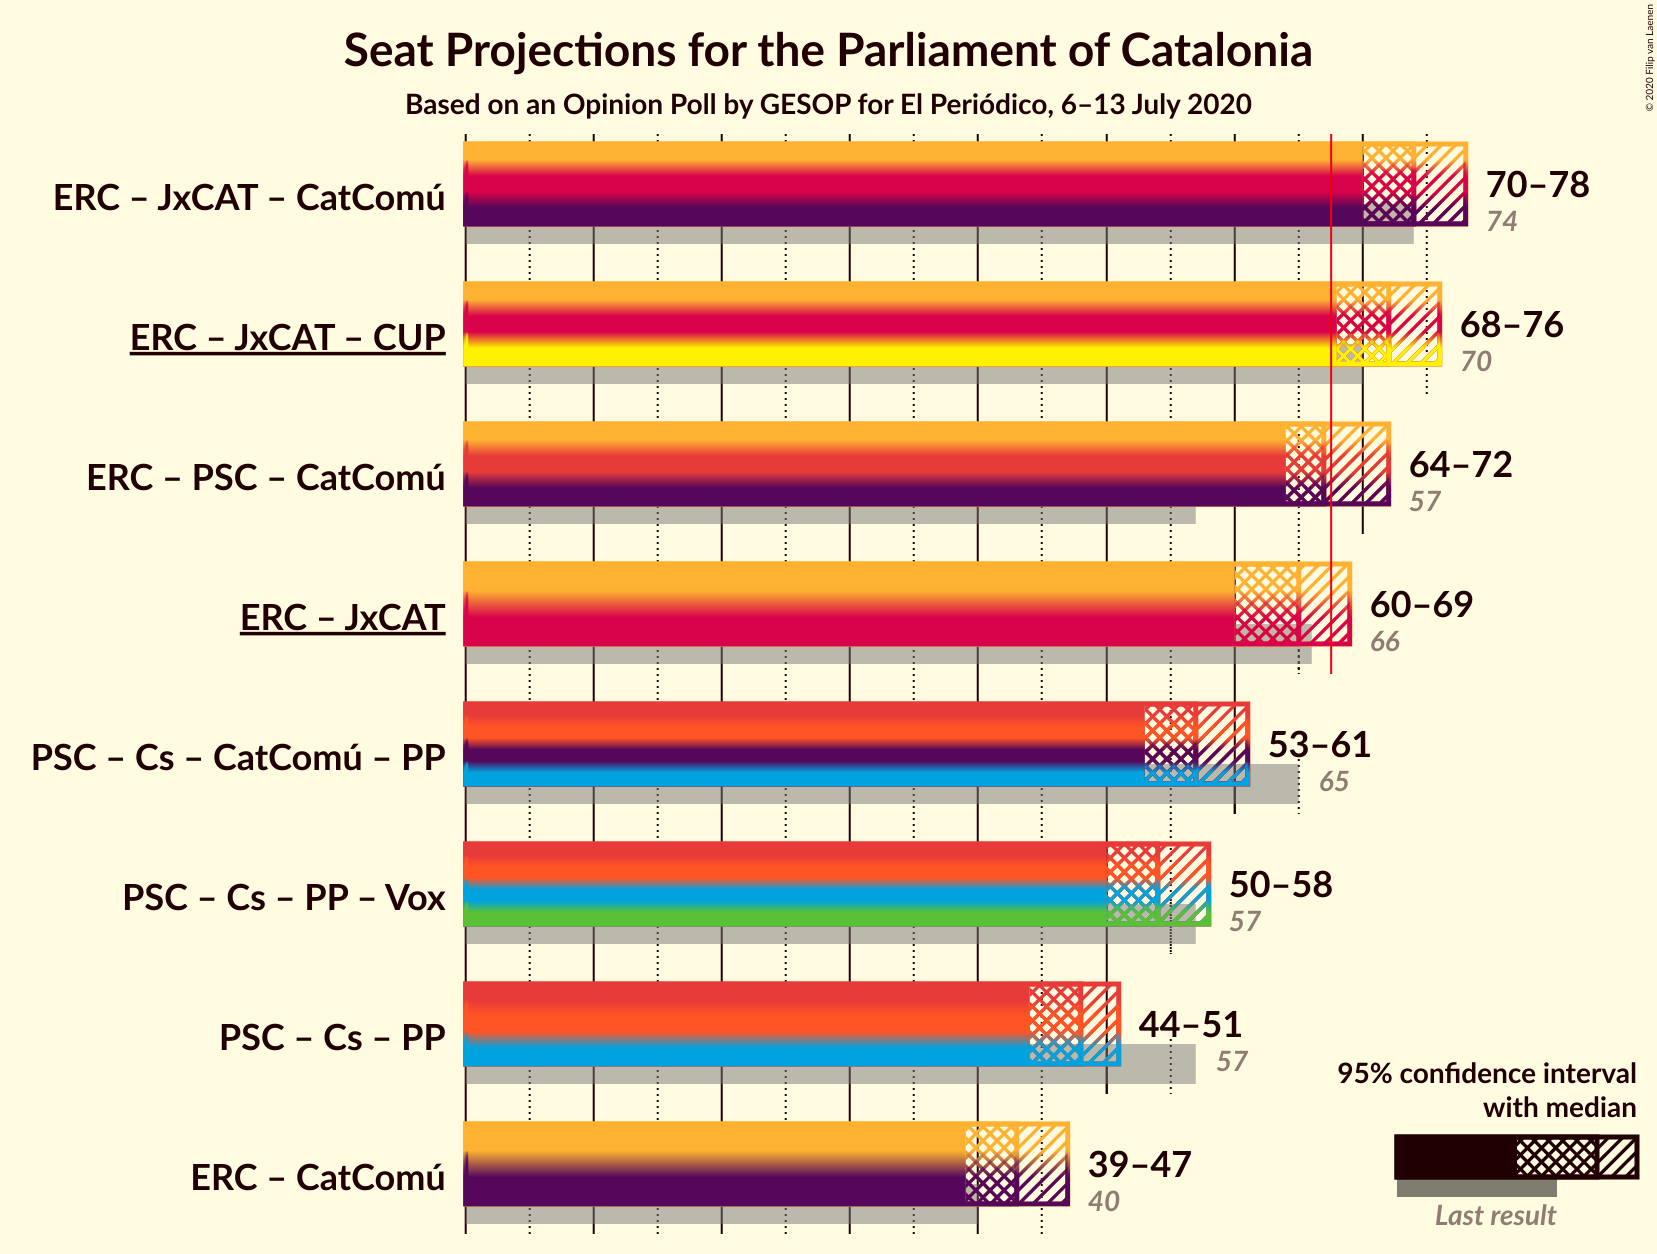 Seat Projections for the Parliament of Catalonia
Based on an Opinion Poll by GESOP for El Periódico, 6–13 July 2020
© 2020 Filip van Laenen
ERC – JxCAT – CatComú
70–78
74
ERC – JxCAT – CUP
68–76
70
ERC – PSC – CatComú
64–72
57
ERC – JxCAT
60–69
66
PSC – Cs – CatComú – PP
53–61
65
PSC – Cs – PP – Vox
50–58
57
PSC – Cs – PP
44–51
57
ERC – CatComú
39–47
40
95% confidence interval
with median
Last result